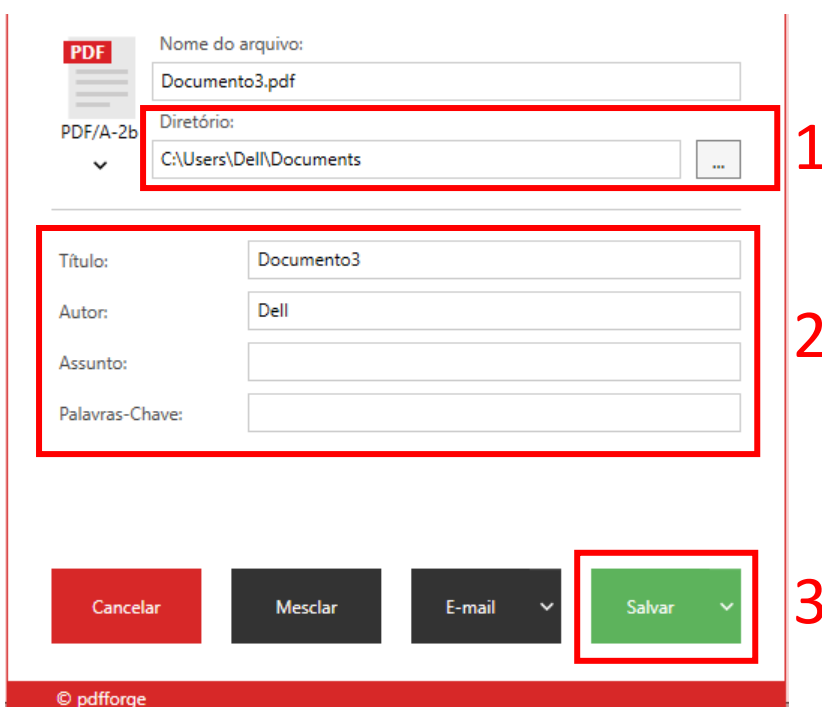 PDF
Nome do arquivo:
Documento3.pdf
PDF/A-2b
Diretório:
C:\Users\Dell\Documents
...
1
Título:
Documento3
Autor:
Dell
Assunto:
Palavras-Chave:
2
Cancelar
Mesclar
E-mail
Salvar
3
© pdfforge